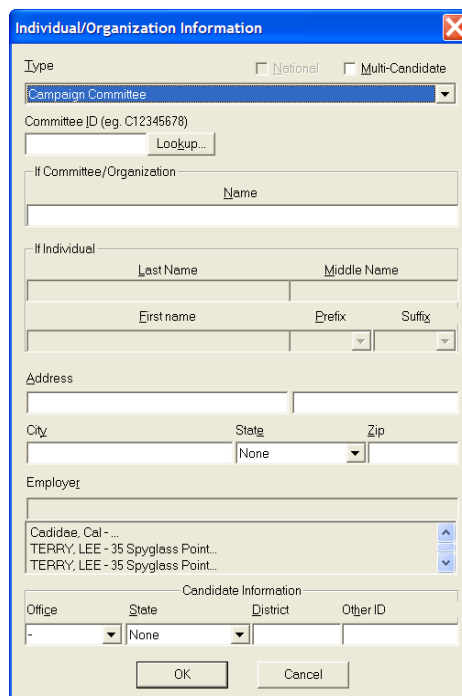 Individual/Organization Information
Type National Multi-Candidate
Campaign Committee
Committee ID (eg. C12345678)
Lookup...
If Committee/Organization
Name
If Individual
Last Name Middle Name
First name Prefix Suffix
Address
City State Zip
None
Employer
Cadidae, Cal - ...
TERRY, LEE - 35 Spyglass Point...
TERRY, LEE - 35 Spyglass Point...
Candidate Information
Office State District Other ID
- None
OK Cancel